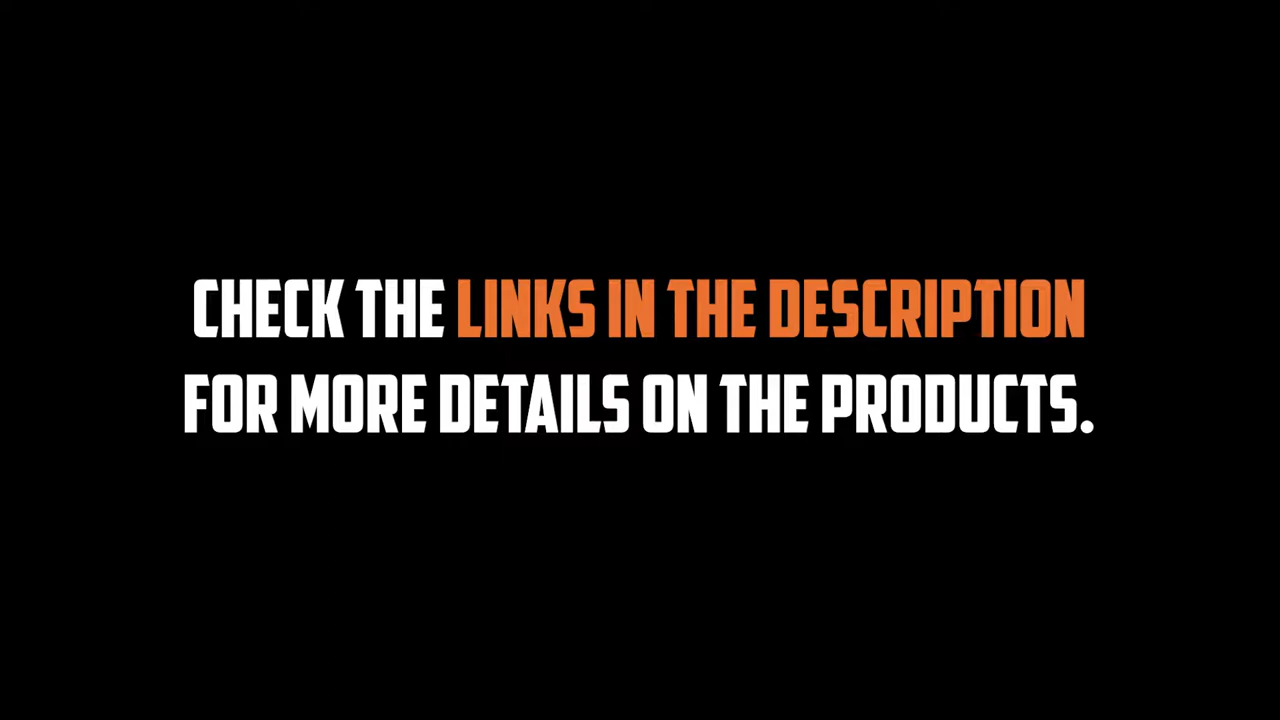 CHECK THE LINKS IN THE DESCRIPTION
FOR MORE DETAILS ON THE PRODUCTS.